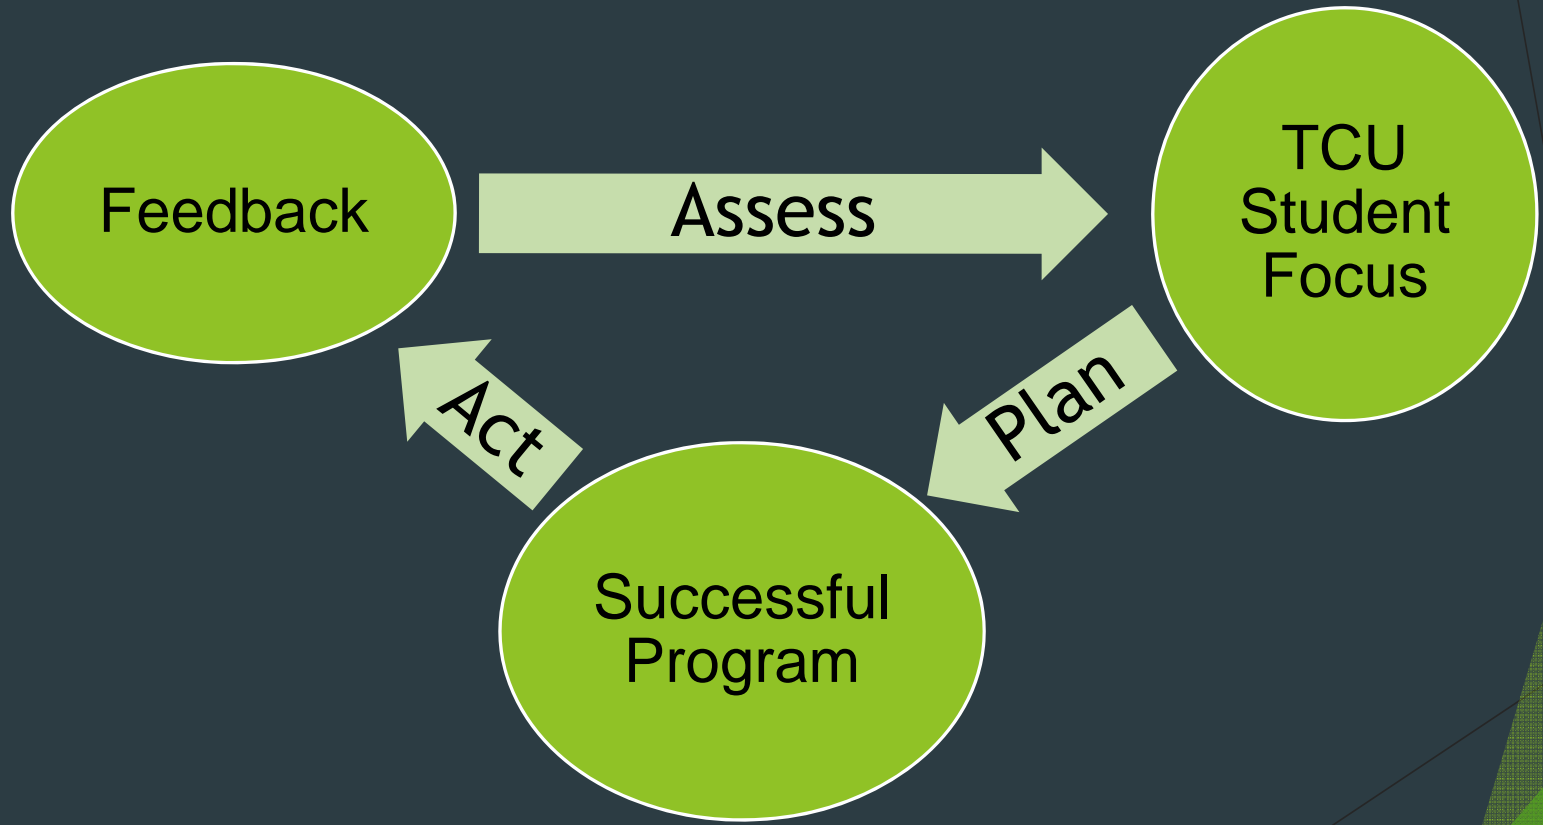 Feedback
Assess
TCU
Student
Focus
Plan
Act
Successful
Program